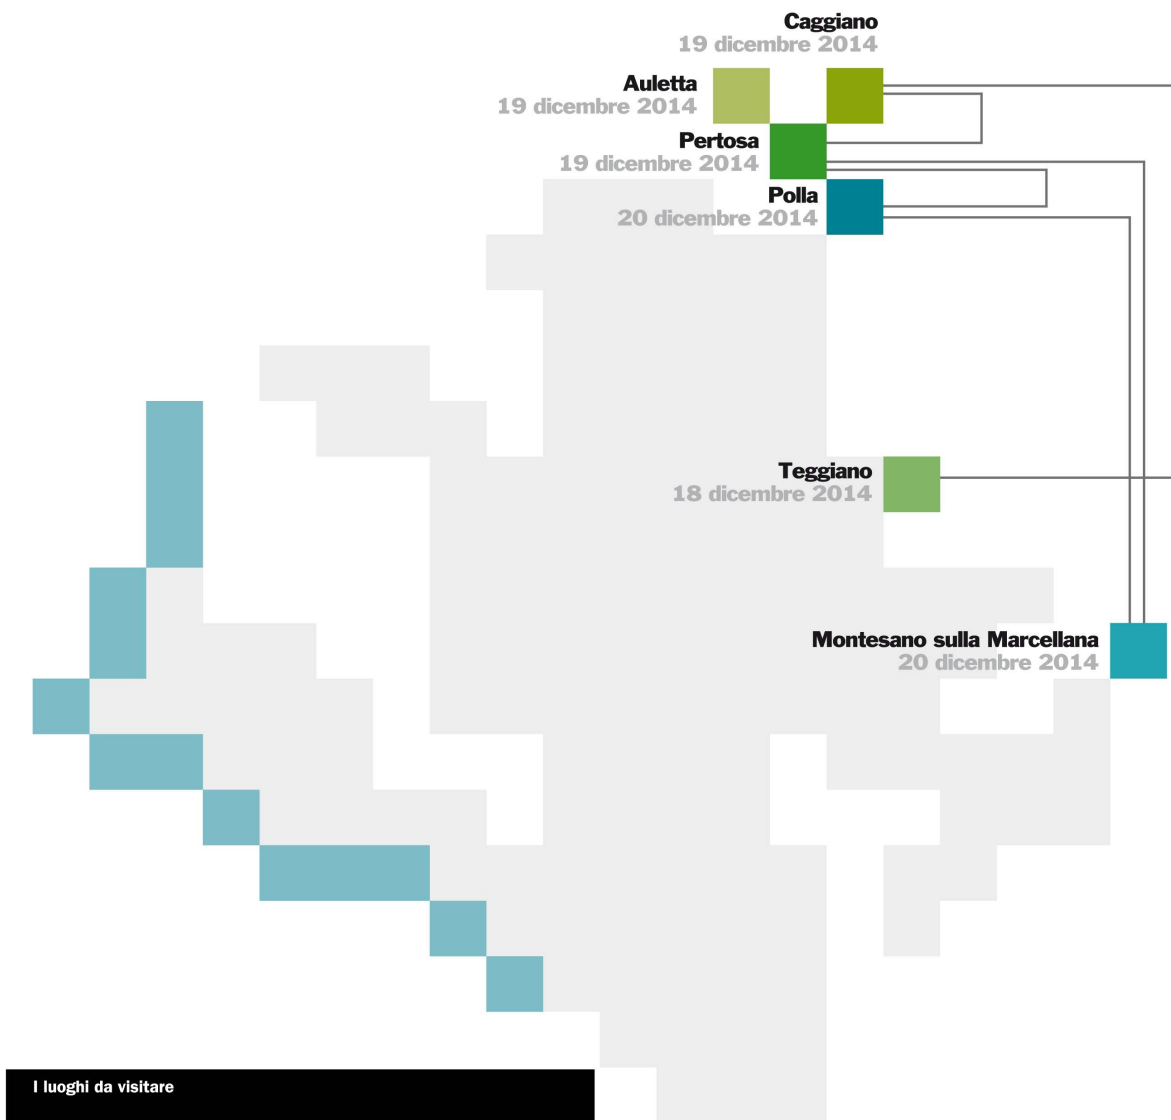 Caggiano
19 dicembre 2014
Auletta
19 dicembre 2014
Pertosa
19 dicembre 2014
Polla
20 dicembre 2014
Teggiano
18 dicembre 2014
Montesano sulla Marcellana
20 dicembre 2014
I luoghi da visitare